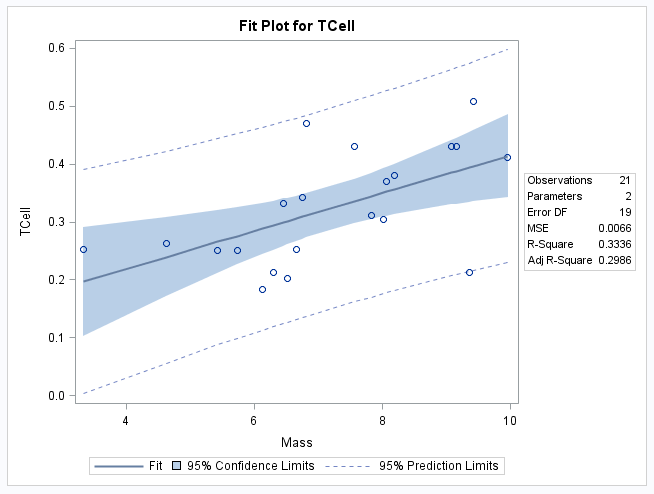 Fit Plot for TCell
0.6
0.5
0.4
0.3
0.2
0.1
0.0
TCell
4 6 8 10
Mass
Observations 21
Parameters 2
Error DF 19
MSE 0.0066
R-Square 0.3336
Adj R-Square 0.2986
Fit 95% Confidence Limits 95% Prediction Limits